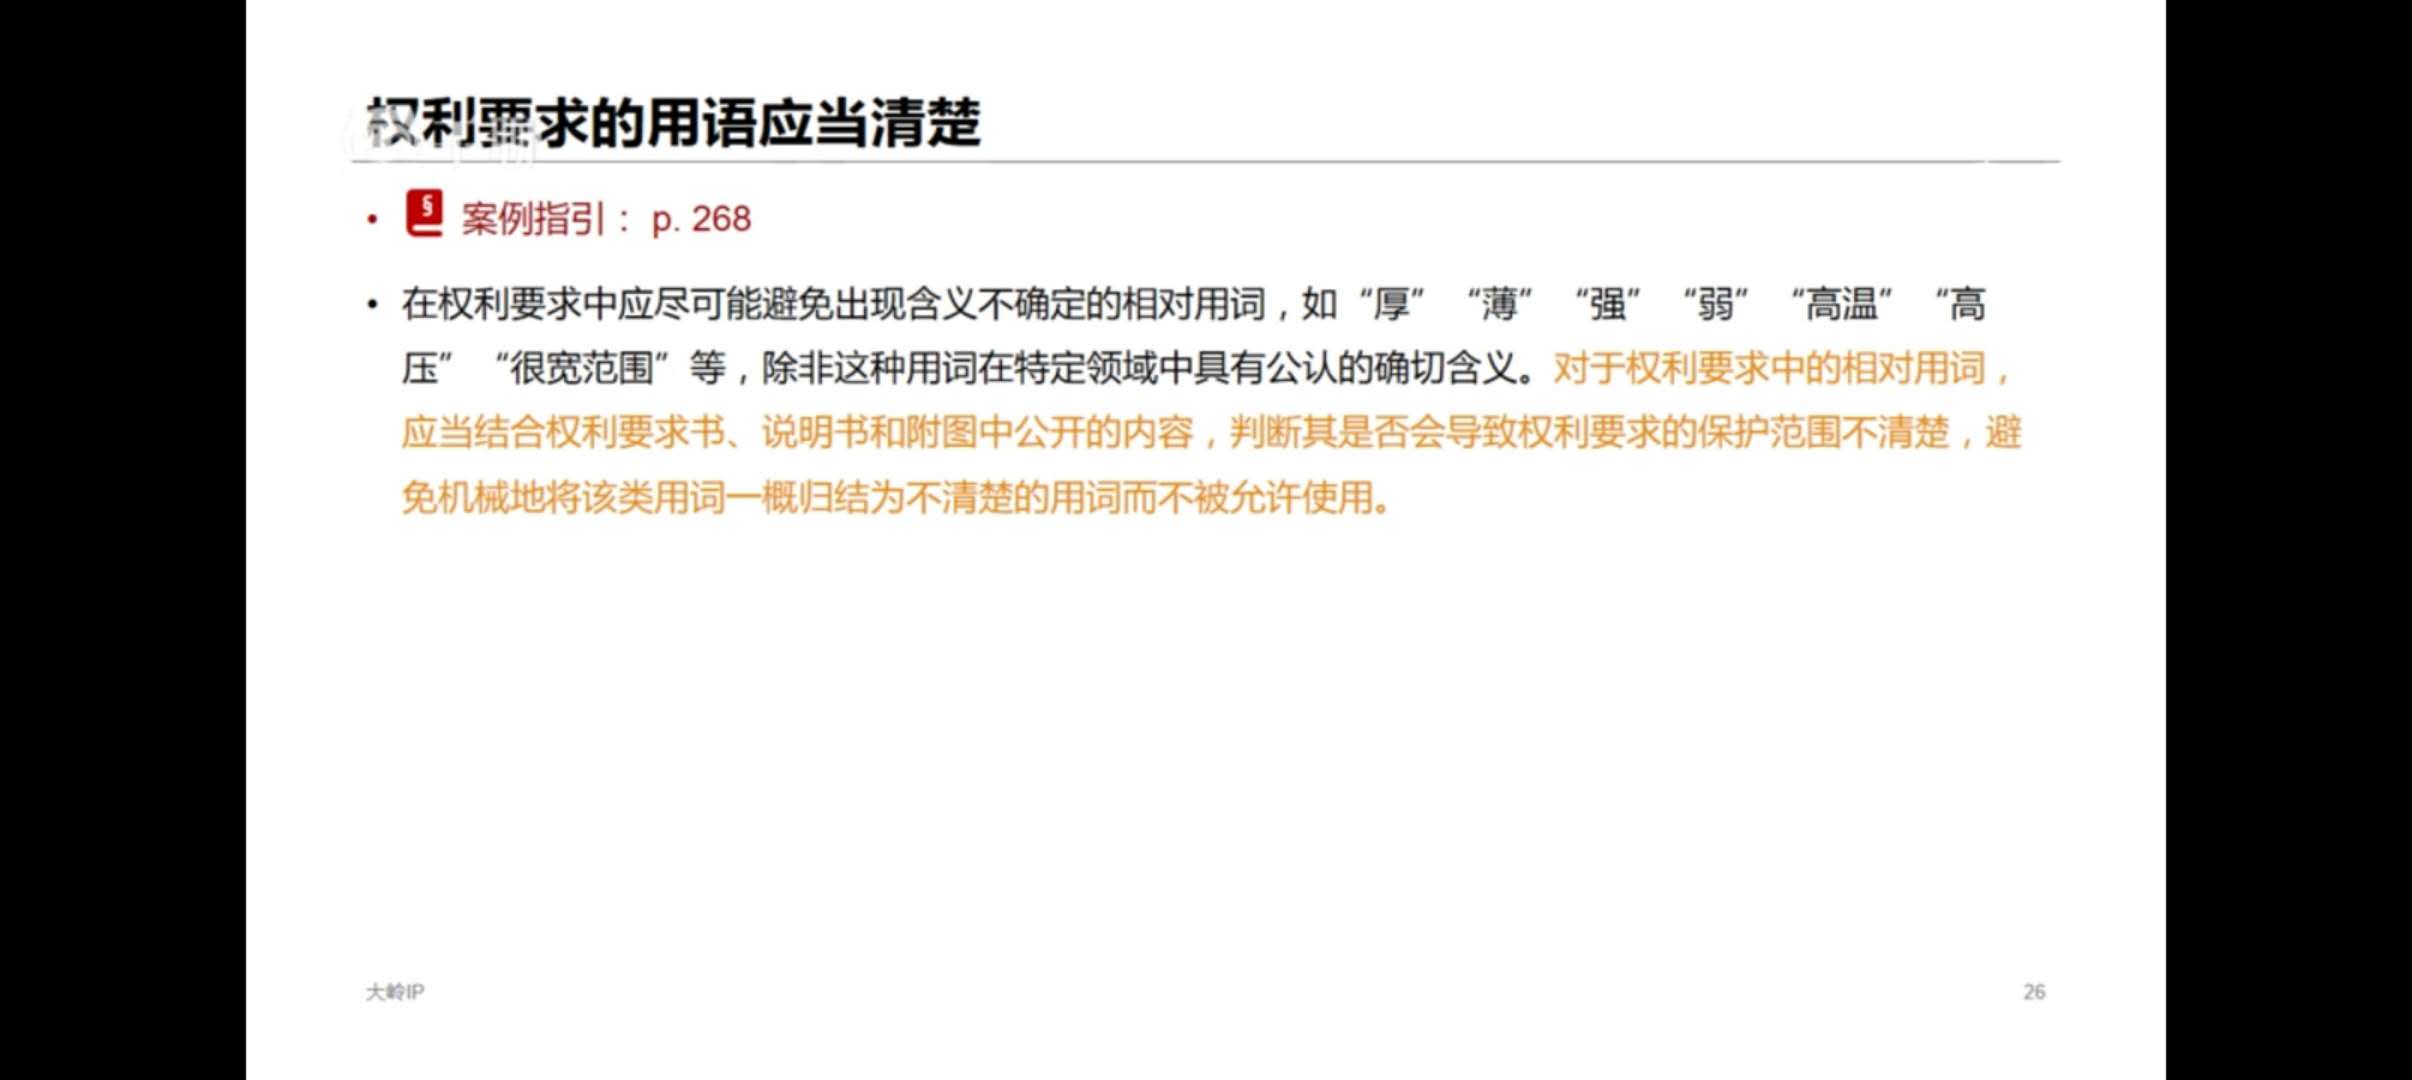 权利要求的用语应当清楚
• § 案例指引： p. 268
• 在权利要求中应尽可能避免出现含义不确定的相对用词，如“厚” “薄” “强” “弱” “高温” “高
压” “很宽范围”等，除非这种用词在特定领域中具有公认的确切含义。对于权利要求中的相对用词，
应当结合权利要求书、说明书和附图中公开的内容，判断其是否会导致权利要求的保护范围不清楚，避
免机械地将该类用词一概归结为不清楚的用词而不被允许使用。
大岭IP
26